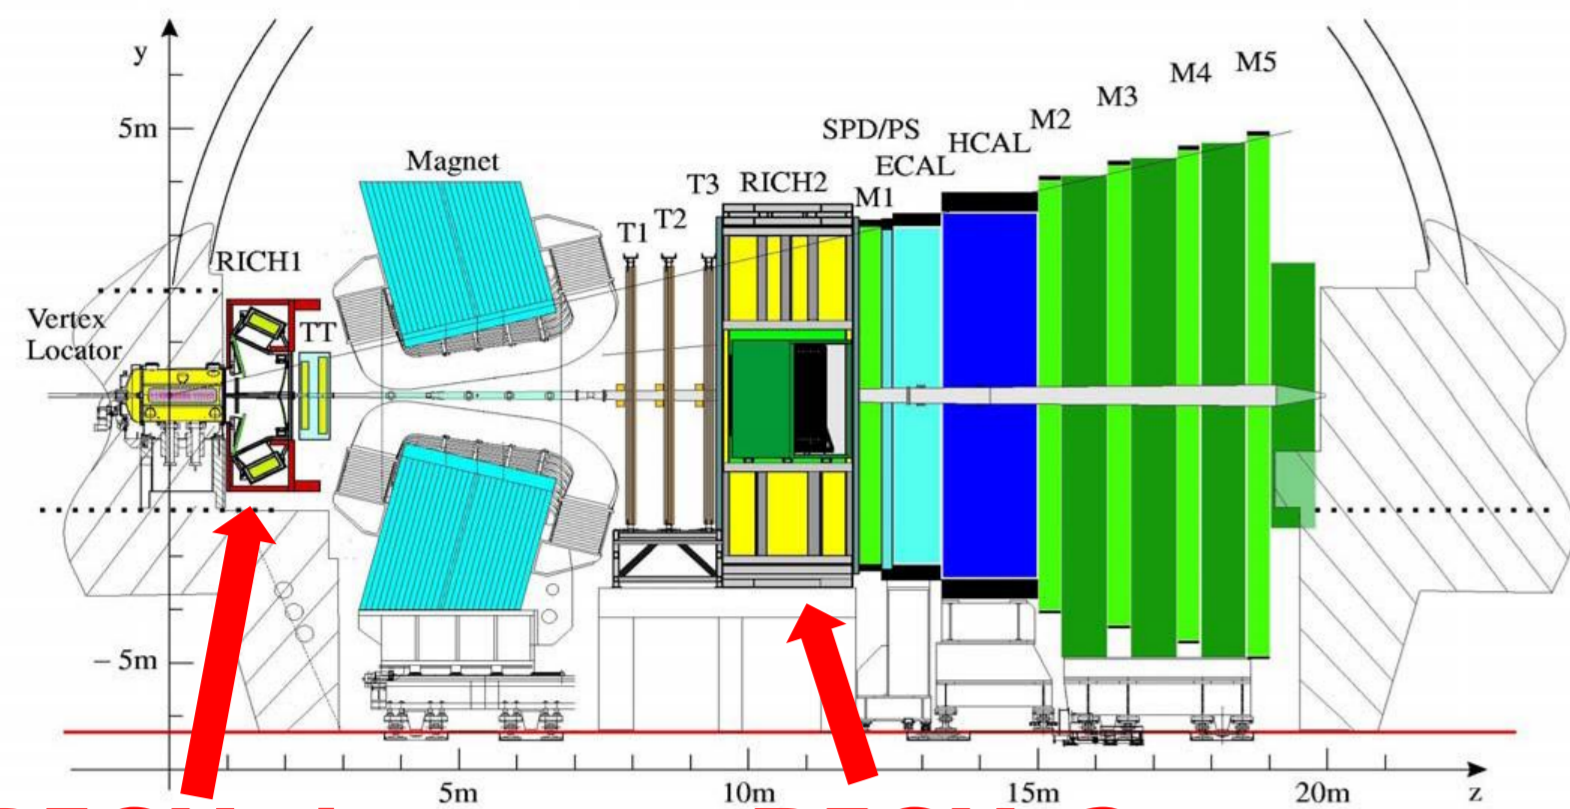 y
5m
Magnet
RICH1
Vertex
Locator
TT
T1
T2
T3
RICH2
M1
SPD/PS
ECAL
HCAL
M2
M3
M4
M5
– 5m
5m
10m
15m
20m
z